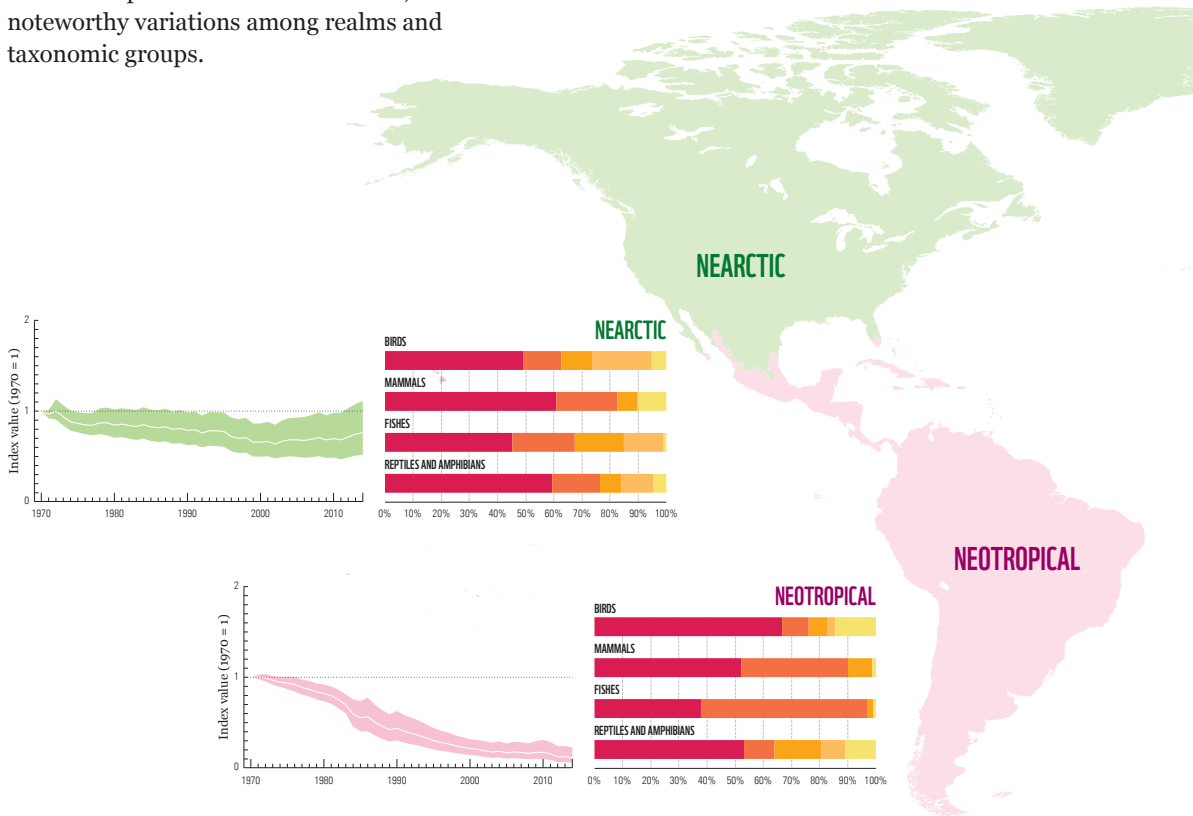 noteworthy variations among realms and
taxonomic groups.
NEARCTIC
NEOTROPICAL
Index value (1970 = 1)
2
1
0
1970 1980 1990 2000 2010
NEARCTIC
BIRDS
MAMMALS
FISHES
REPTILES AND AMPHIBIANS
0% 10% 20% 30% 40% 50% 60% 70% 80% 90% 100%
Index value (1970 = 1)
2
1
0
1970 1980 1990 2000 2010
NEOTROPICAL
BIRDS
MAMMALS
FISHES
REPTILES AND AMPHIBIANS
0% 10% 20% 30% 40% 50% 60% 70% 80% 90% 100%